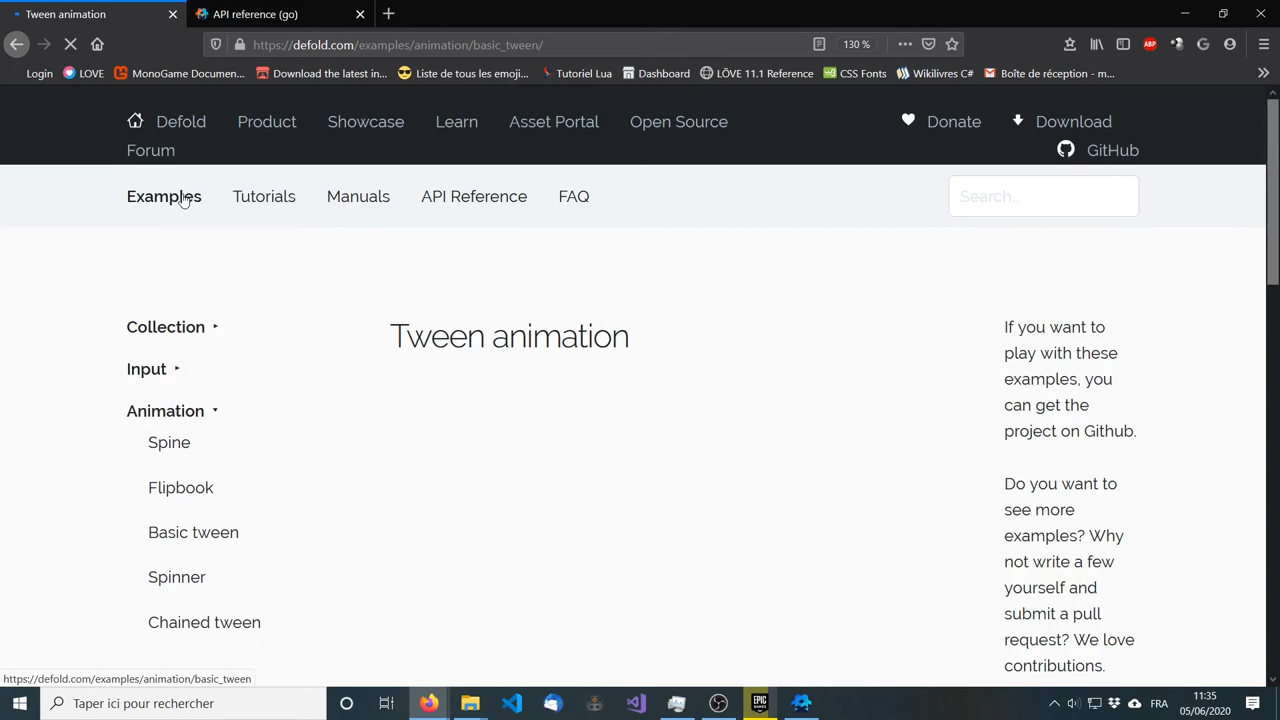 Tween animation
API reference (go)
https://defold.com/examples/animation/basic_tween/
130 %
ABP
Login
LOVE
MonoGame Documen...
Download the latest in...
Liste de tous les emoji...
Tutoriel Lua
Dashboard
LÖVE 11.1 Reference
CSS Fonts
Wikilivres C#
Boîte de réception - m...
Defold
Product
Showcase
Learn
Asset Portal
Open Source
Donate
Download
Forum
GitHub
Examples
Tutorials
Manuals
API Reference
FAQ
Search...
Collection
Input
Animation
Spine
Flipbook
Basic tween
Spinner
Chained tween
Tween animation
If you want to
play with these
examples, you
can get the
project on Github.
Do you want to
see more
examples? Why
not write a few
yourself and
submit a pull
request? We love
contributions.
https://defold.com/examples/animation/basic_tween
Taper ici pour rechercher
EPIC GAMES
FRA
11:35
05/06/2020